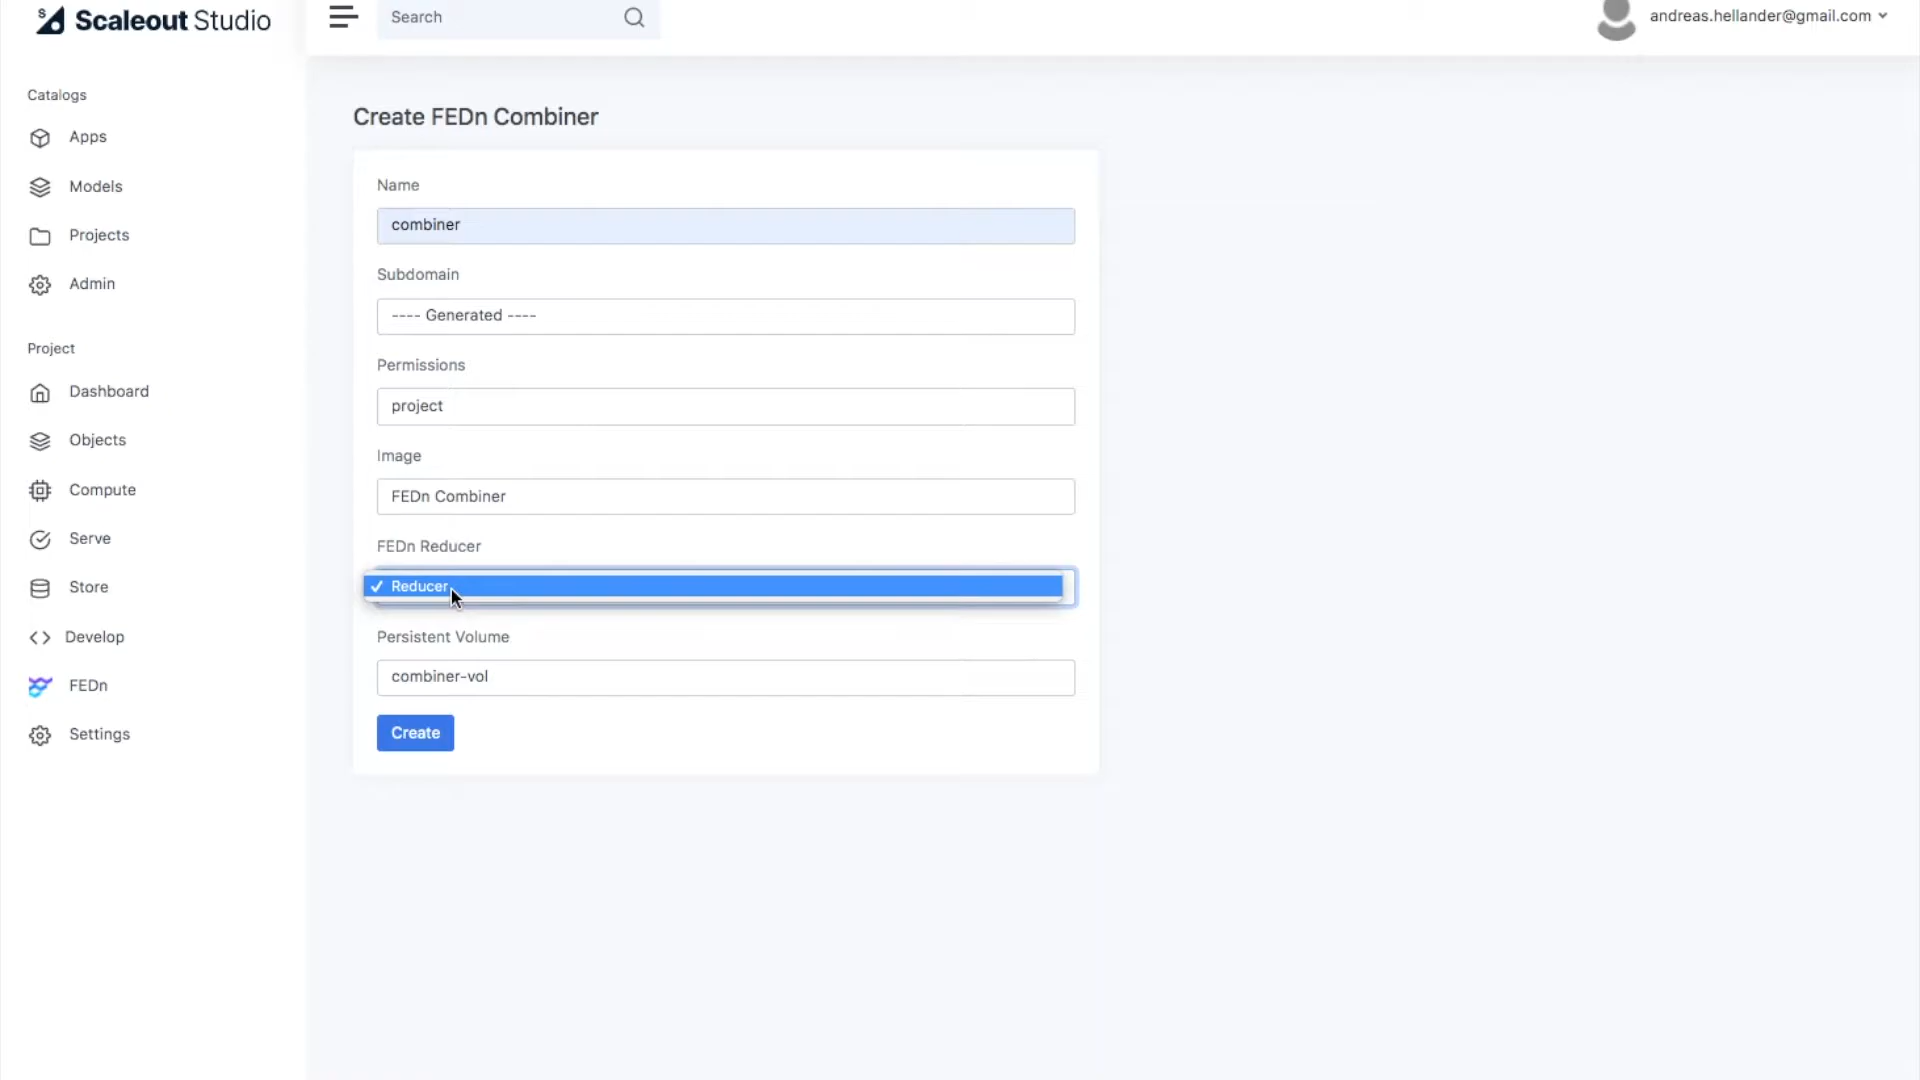 Scaleout Studio
Search
andreas.hellander@gmail.com
Catalogs
Apps
Models
Projects
Admin
Project
Dashboard
Objects
Compute
Serve
Store
Develop
FEDn
Settings
Create FEDn Combiner
Name
combiner
Subdomain
---- Generated ----
Permissions
project
Image
FEDn Combiner
FEDn Reducer
Reducer
Persistent Volume
combiner-vol
Create